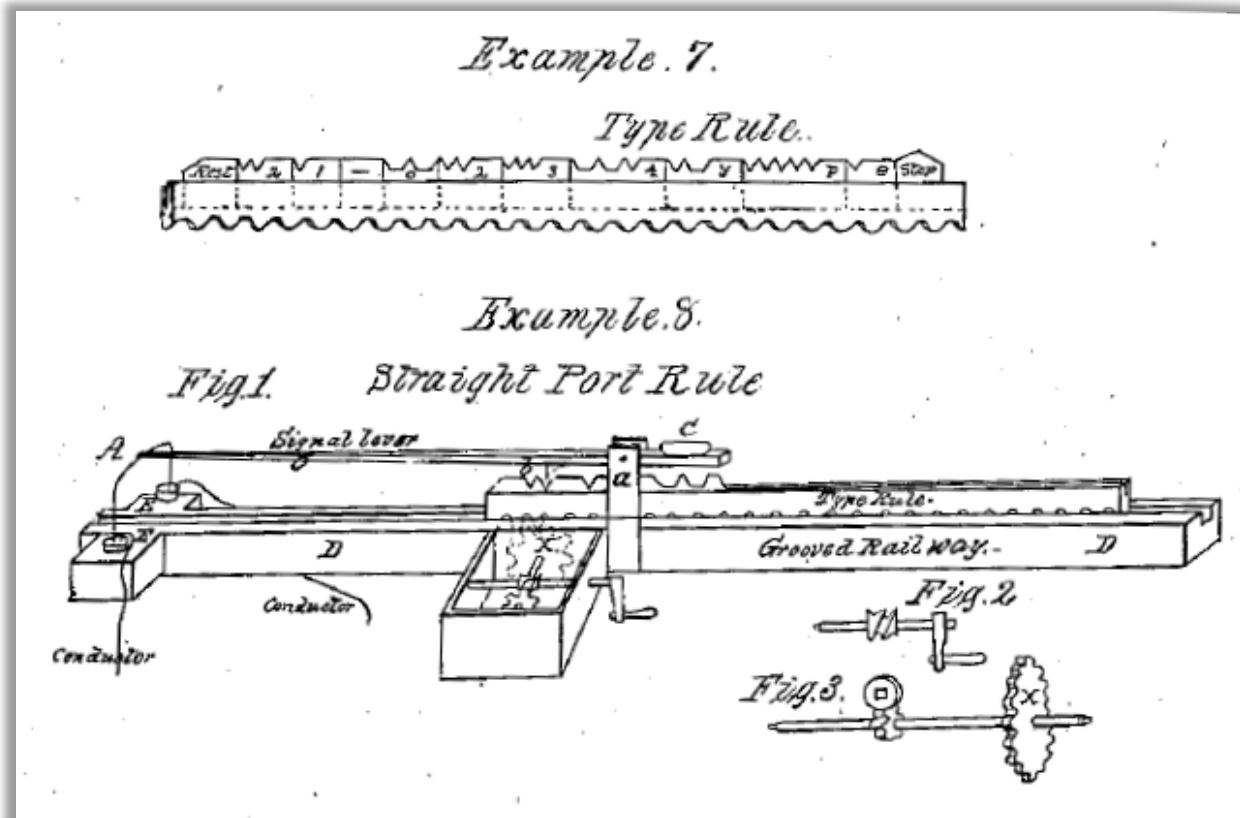 Example. 7.
Type Rule..
Rest 2 1 — 0 2 3 4 y p e Stop
Example. 8.
Fig. 1. Straight Port Rule
A Signal lever C
b a
E Type Rule.
F D X Grooved Rail way. D
Conductor
Fig. 2
Conductor
Fig. 3. X